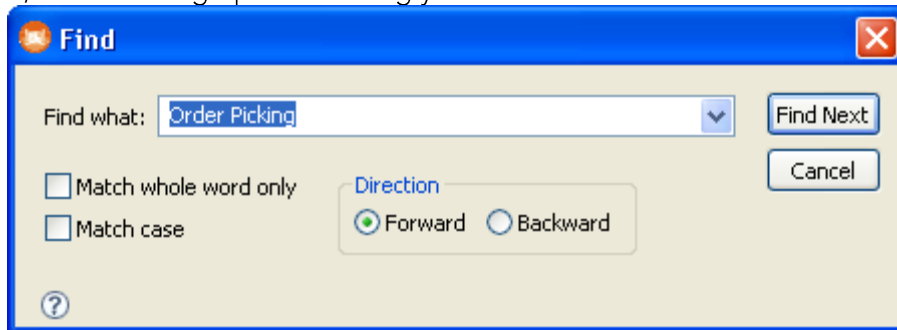 Find
Find what: Order Picking
Find Next
Match whole word only
Direction
Cancel
Match case
Forward
Backward
?